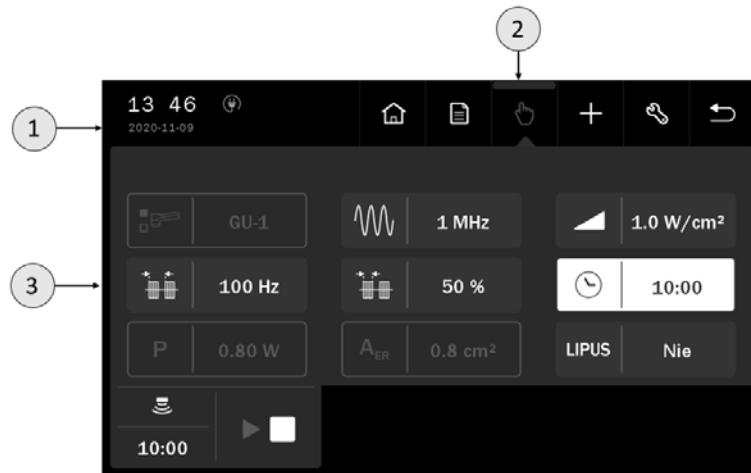 2
13 46
2020-11-09
1
GU-1
1 MHz
1.0 W/cm²
3
100 Hz
50 %
10:00
P
0.80 W
A_ER
0.8 cm²
LIPUS
Nie
10:00